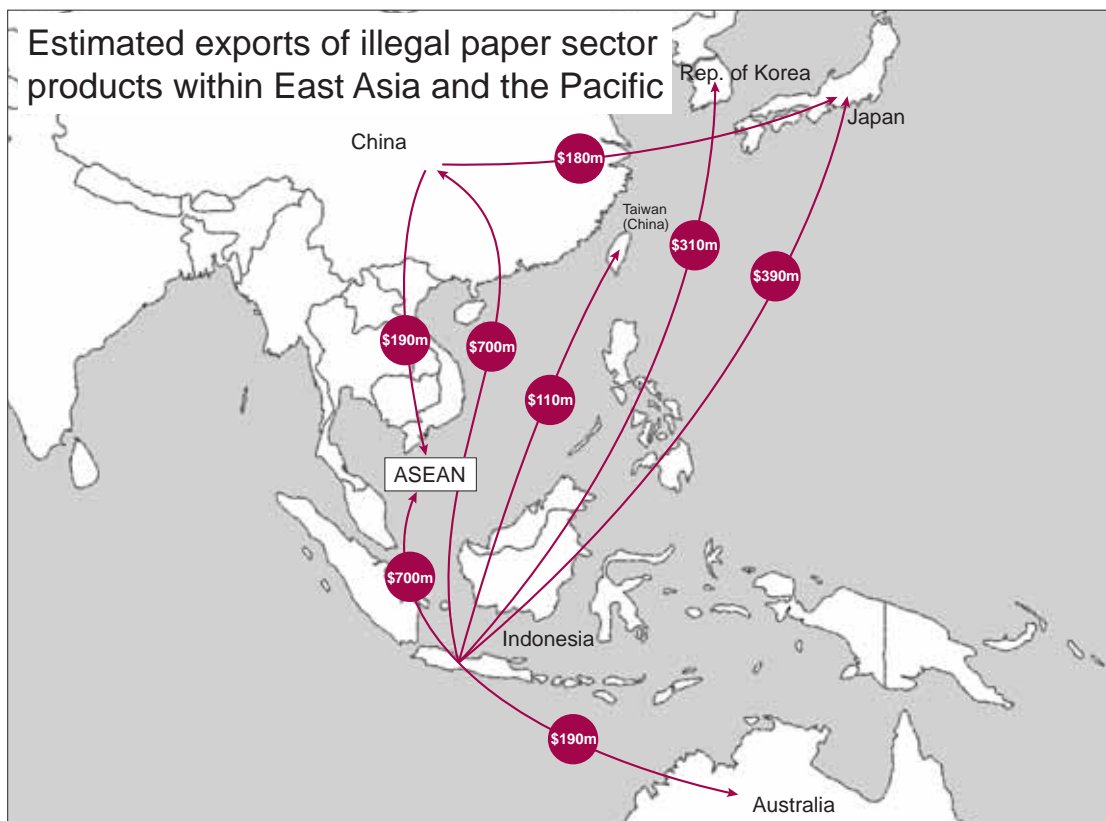 Estimated exports of illegal paper sector
products within East Asia and the Pacific
Rep. of Korea
Japan
China
$180m
Taiwan
(China)
$310m
$390m
$190m
$700m
$110m
ASEAN
$700m
Indonesia
$190m
Australia